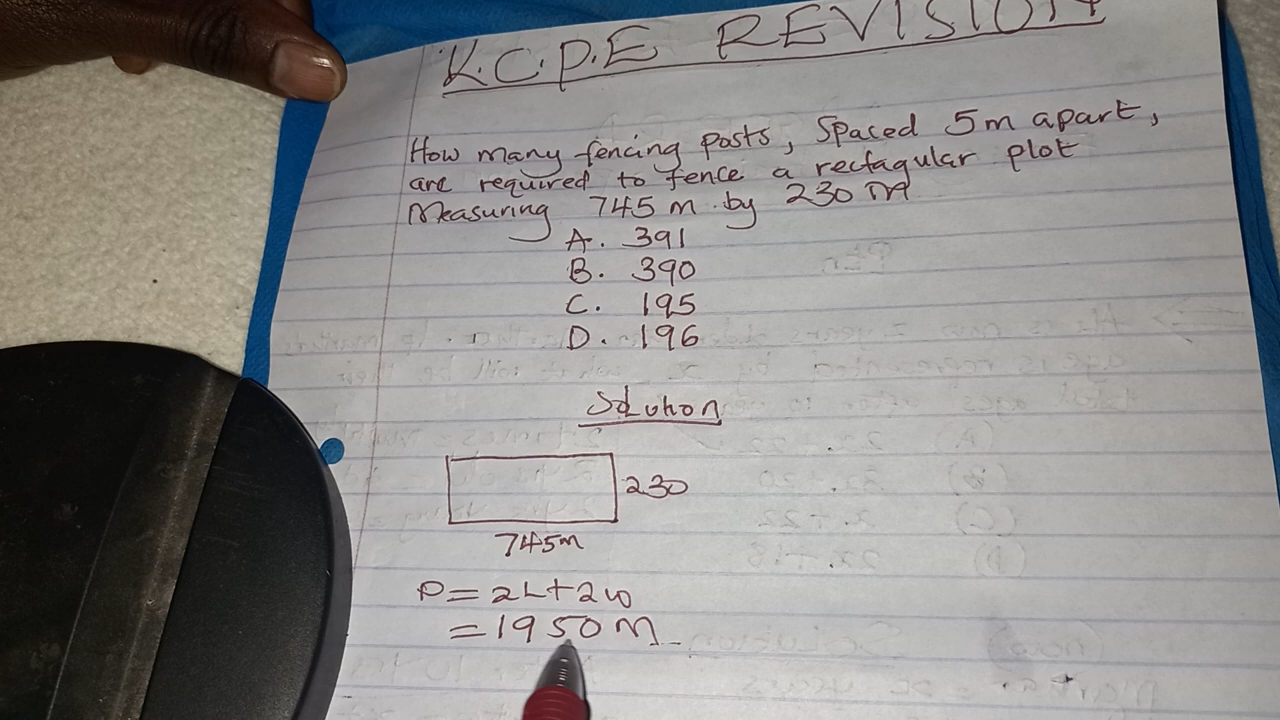 K.C.P.E REVISION
How many fencing posts, Spaced 5m apart,
are required to fence a rectagular plot
Measuring 745 m by 230 m
A. 391
B. 390
C. 195
D. 196
Solution
230
745m
P = 2L + 2W
= 1950 M